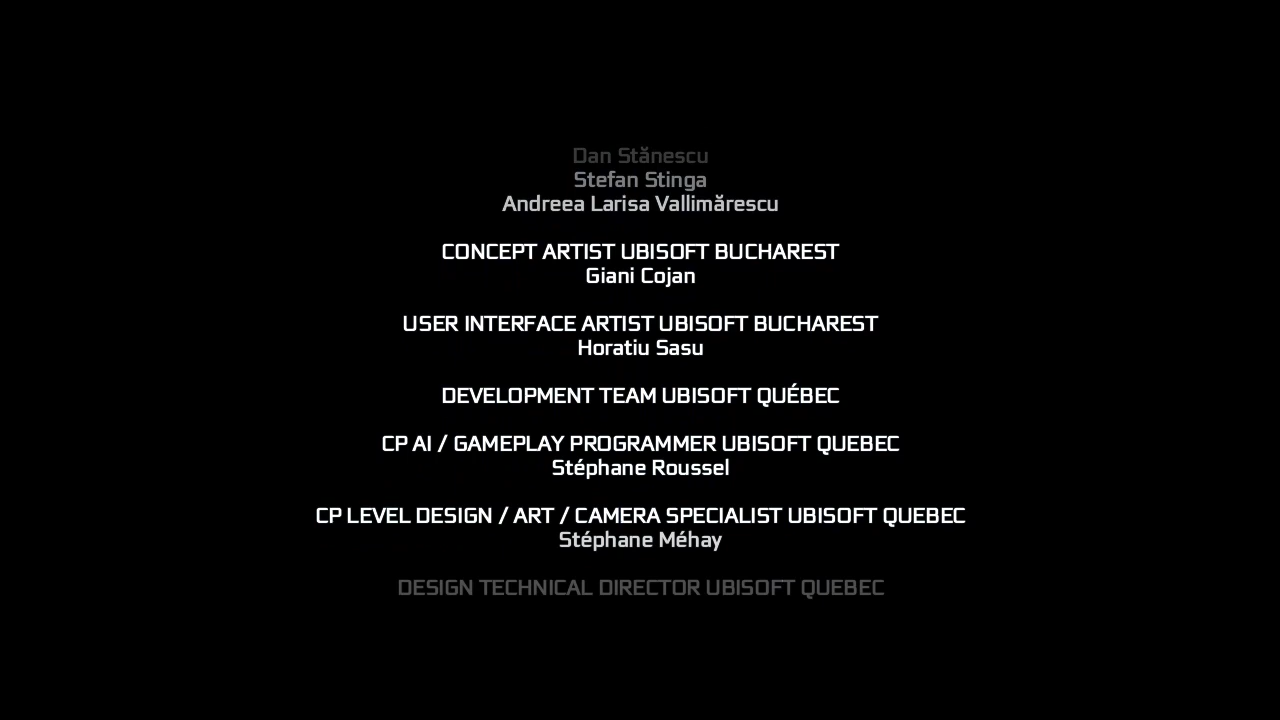 Dan Stănescu
Stefan Stinga
Andreea Larisa Vallimărescu
CONCEPT ARTIST UBISOFT BUCHAREST
Giani Cojan
USER INTERFACE ARTIST UBISOFT BUCHAREST
Horatiu Sasu
DEVELOPMENT TEAM UBISOFT QUÉBEC
CP AI / GAMEPLAY PROGRAMMER UBISOFT QUEBEC
Stéphane Roussel
CP LEVEL DESIGN / ART / CAMERA SPECIALIST UBISOFT QUEBEC
Stéphane Méhay
DESIGN TECHNICAL DIRECTOR UBISOFT QUEBEC